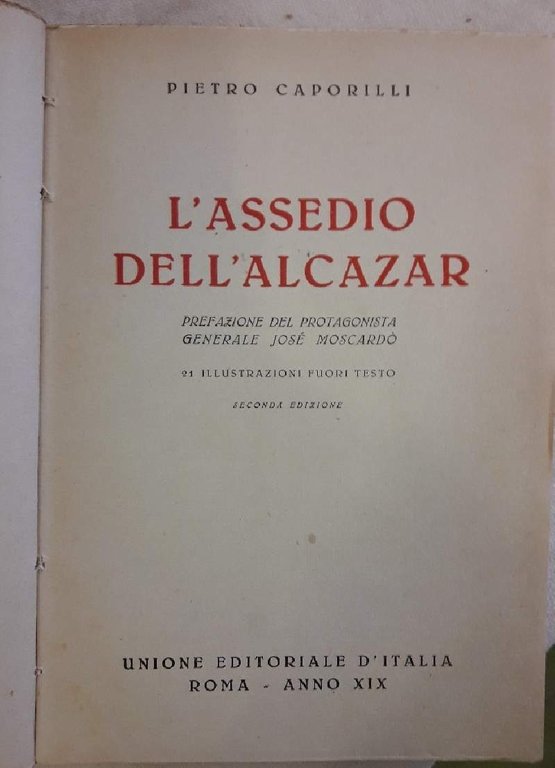 PIETRO CAPORILLI
L'ASSEDIO
DELL'ALCAZAR
PREFAZIONE DEL PROTAGONISTA
GENERALE JOSÉ MOSCARDÒ
21 ILLUSTRAZIONI FUORI TESTO
SECONDA EDIZIONE
UNIONE EDITORIALE D'ITALIA
ROMA - ANNO XIX